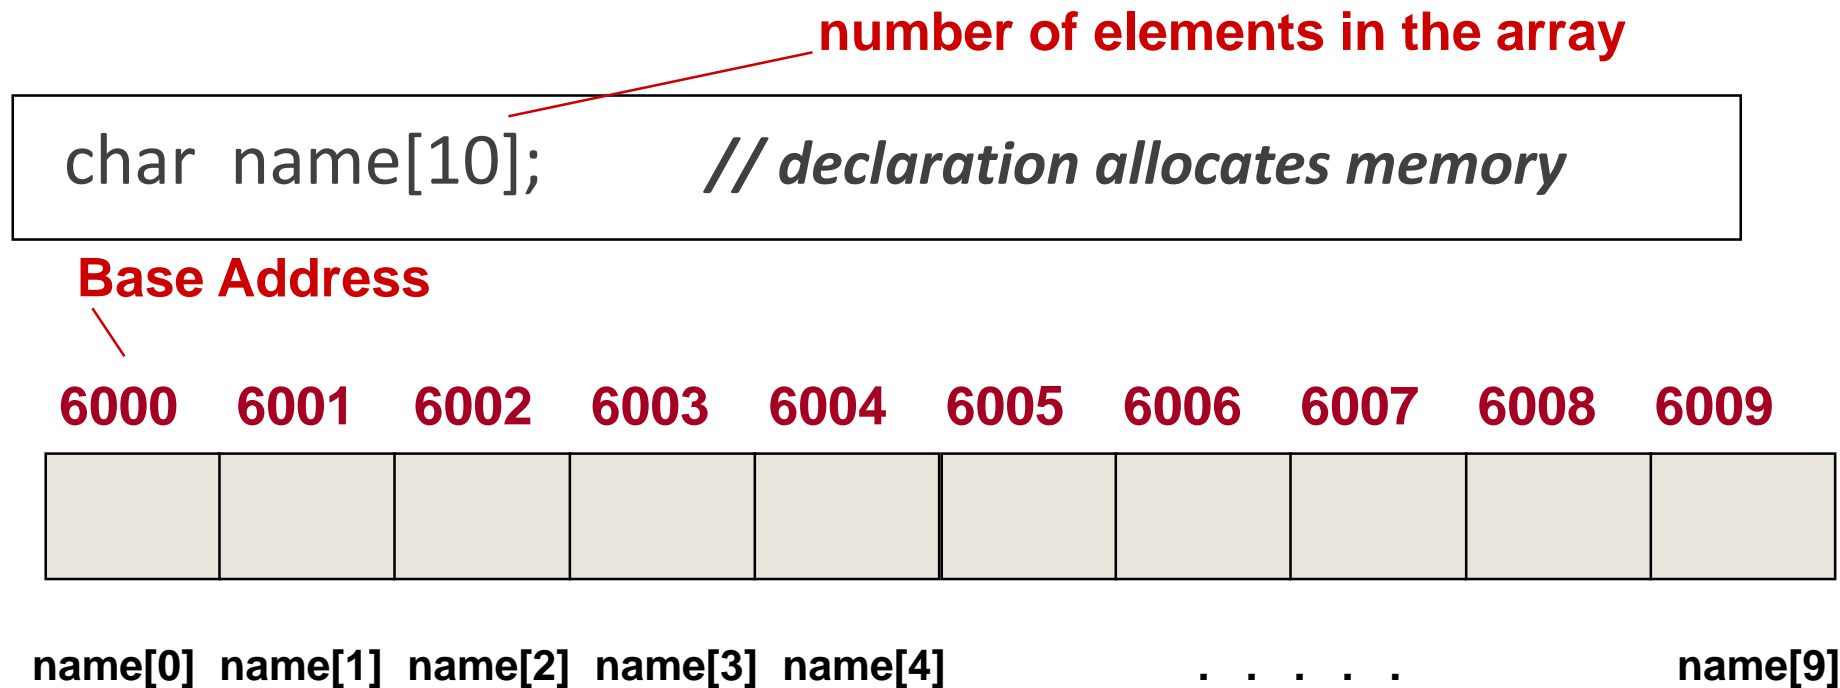 number of elements in the array
char name[10]; // declaration allocates memory
Base Address
6000 6001 6002 6003 6004 6005 6006 6007 6008 6009
name[0] name[1] name[2] name[3] name[4] . . . . . name[9]